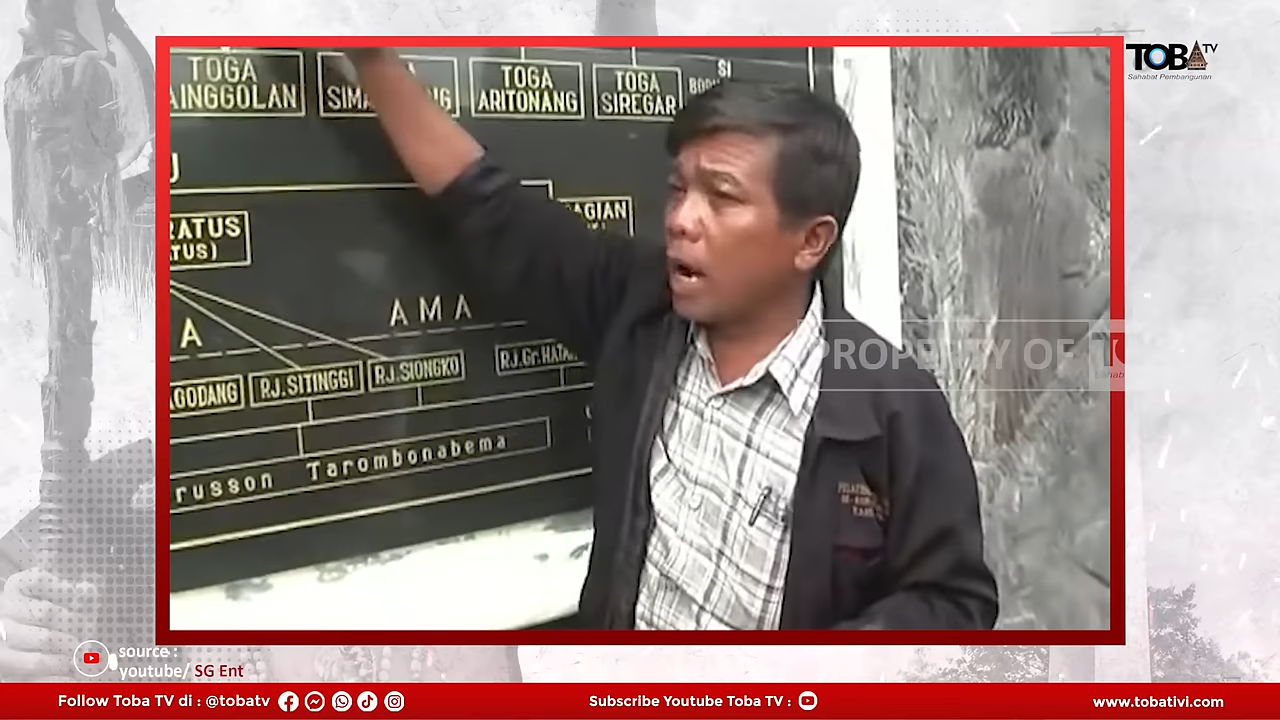 TOBA TV
Sahabat Pembangunan
TOGA
AINGGOLAN
TOGA
ARITONANG
TOGA
SIREGAR
SI
RATUS
TUS)
AGIAN
A
AMA
GODANG
RJ.SITINGGI
RJ.SIONGKO
RJ.Gr.HATA
russon Tarombonabema
PROPERTY OF
source :
youtube/ SG Ent
Follow Toba TV di : @tobatv
Subscribe Youtube Toba TV :
www.tobativi.com